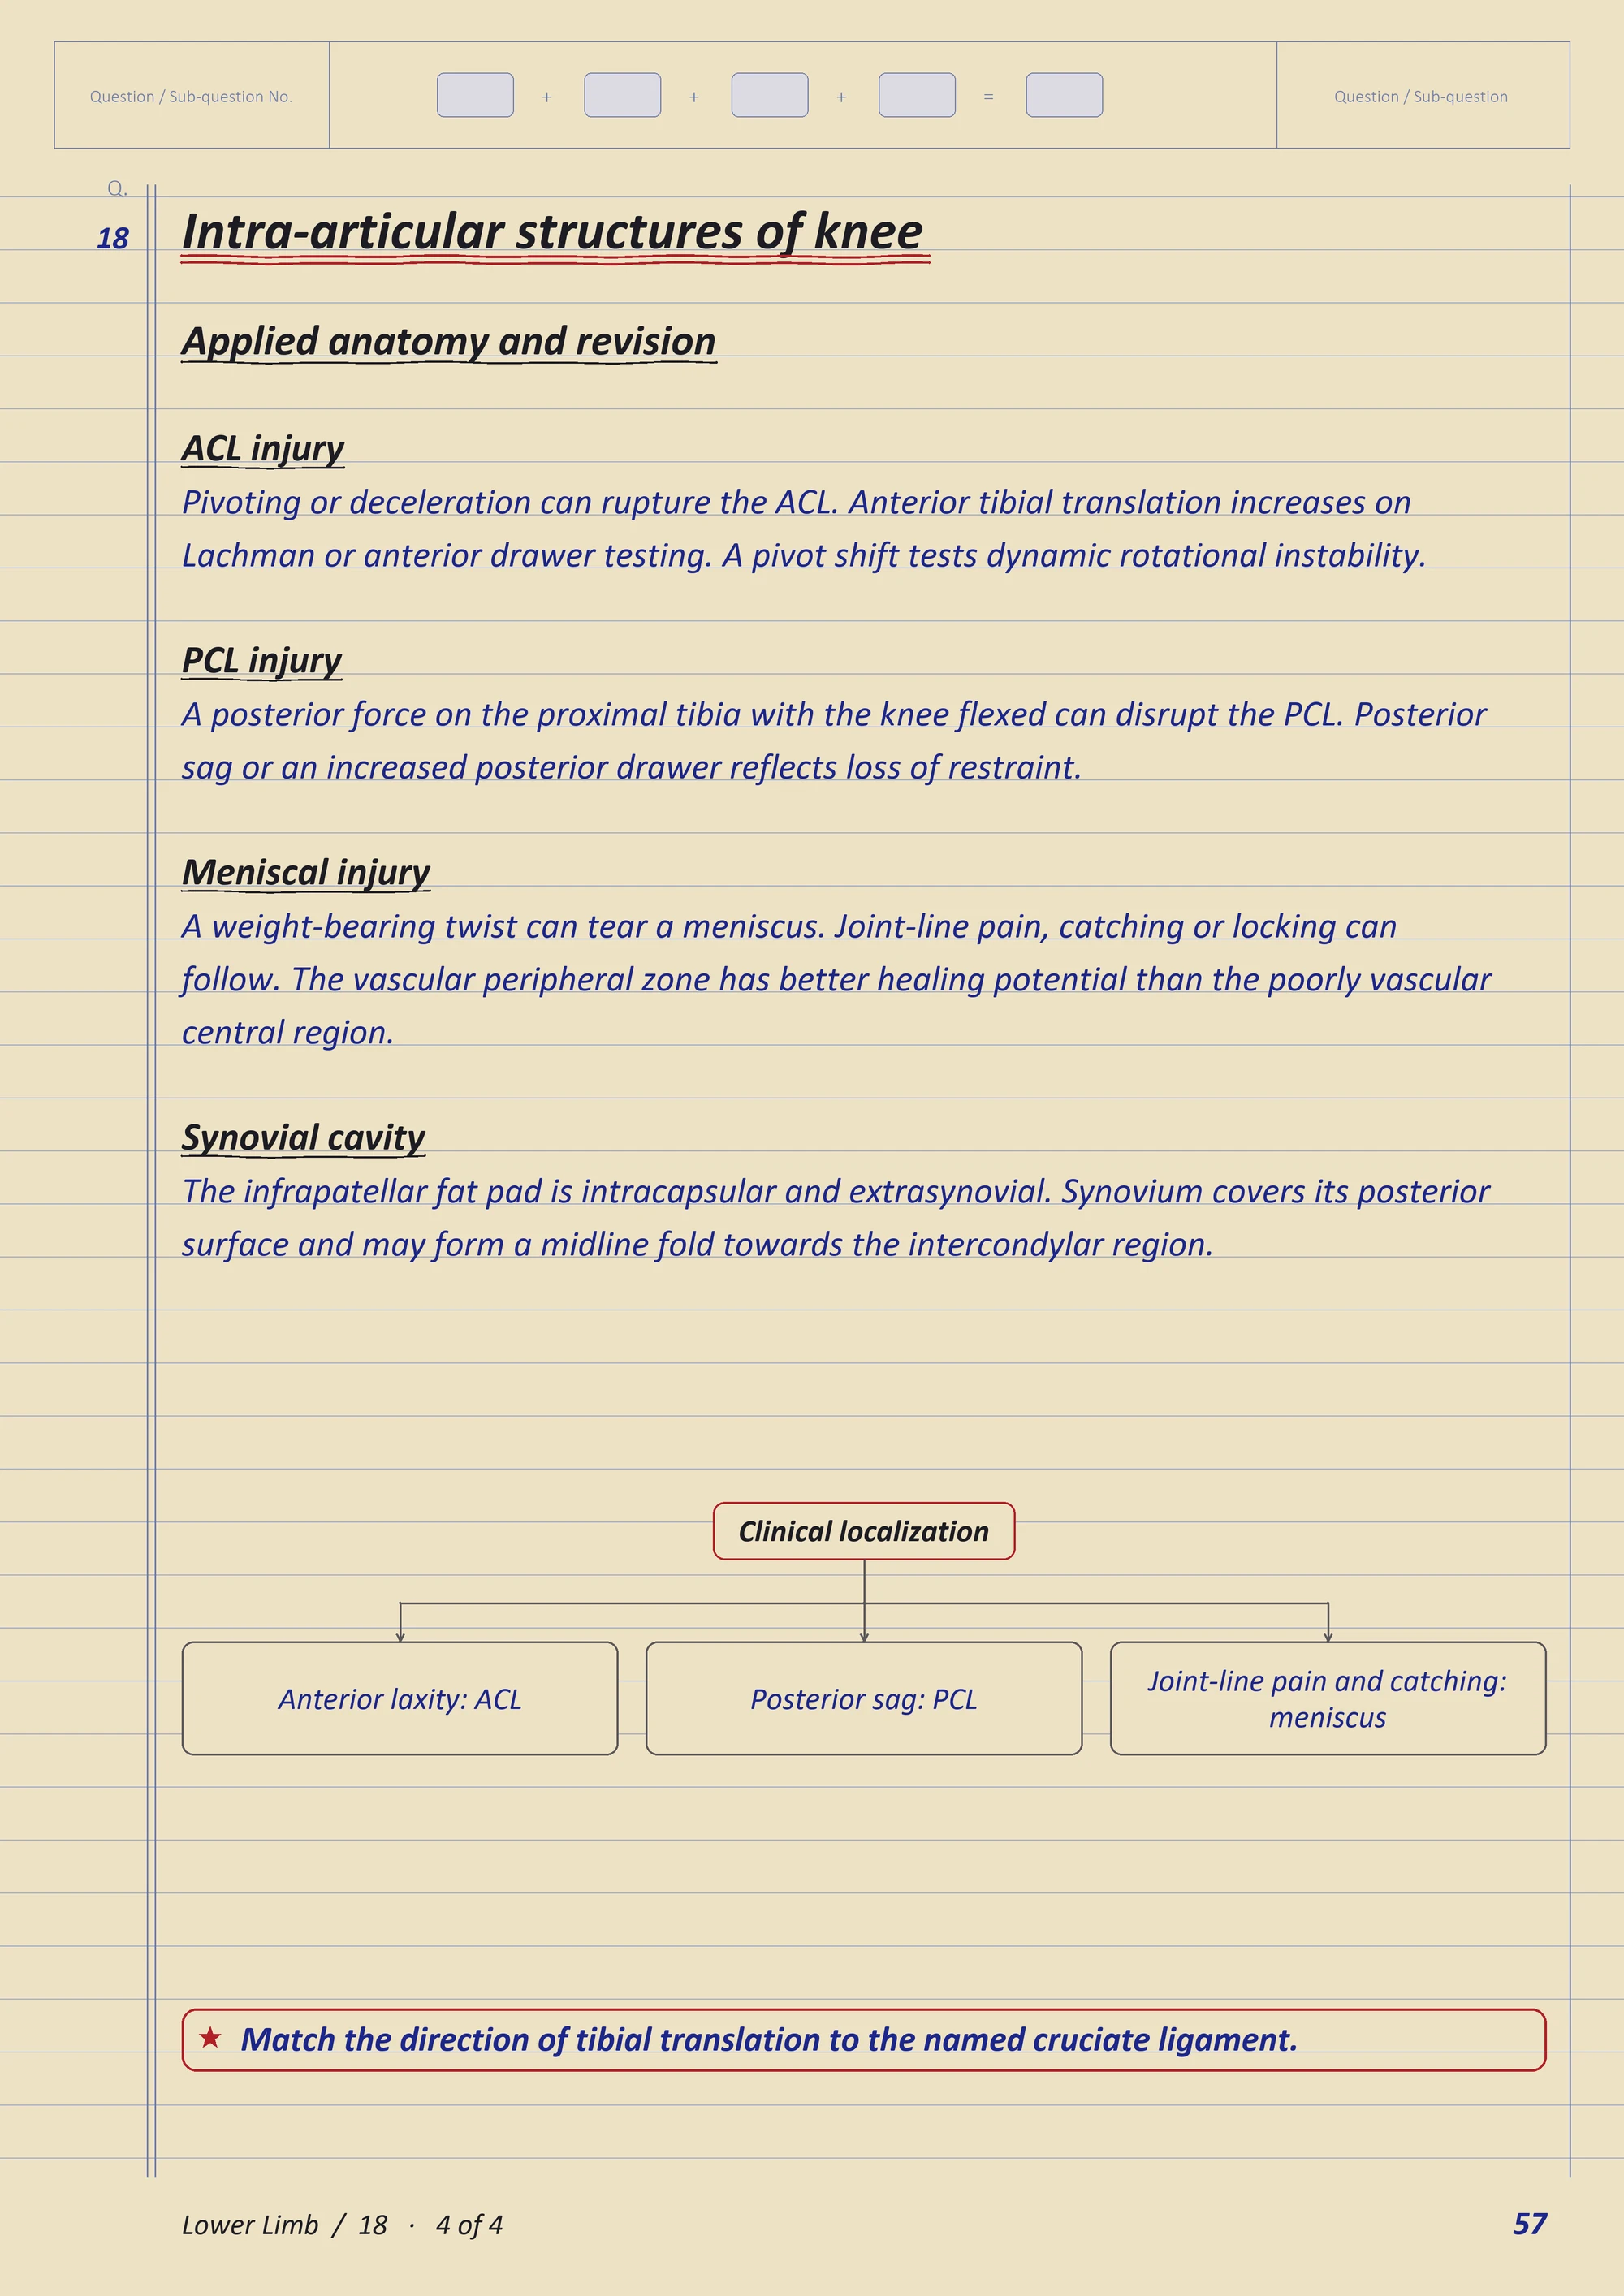 Question / Sub-question No.
+ + + =
Question / Sub-question
Q.
18
Intra-articular structures of knee
Applied anatomy and revision
ACL injury
Pivoting or deceleration can rupture the ACL. Anterior tibial translation increases on
Lachman or anterior drawer testing. A pivot shift tests dynamic rotational instability.
PCL injury
A posterior force on the proximal tibia with the knee flexed can disrupt the PCL. Posterior
sag or an increased posterior drawer reflects loss of restraint.
Meniscal injury
A weight-bearing twist can tear a meniscus. Joint-line pain, catching or locking can
follow. The vascular peripheral zone has better healing potential than the poorly vascular
central region.
Synovial cavity
The infrapatellar fat pad is intracapsular and extrasynovial. Synovium covers its posterior
surface and may form a midline fold towards the intercondylar region.
Clinical localization
Anterior laxity: ACL
Posterior sag: PCL
Joint-line pain and catching:
meniscus
★ Match the direction of tibial translation to the named cruciate ligament.
Lower Limb / 18 · 4 of 4
57